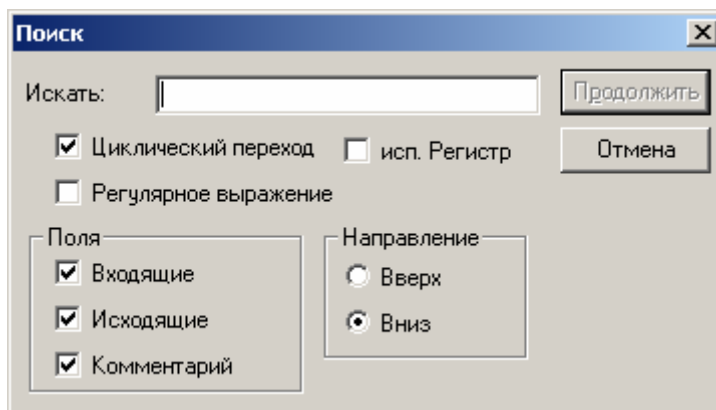 Поиск
Искать:
Продолжить
Циклический переход
исп. Регистр
Отмена
Регулярное выражение
Поля
Направление
Входящие
Вверх
Исходящие
Вниз
Комментарий